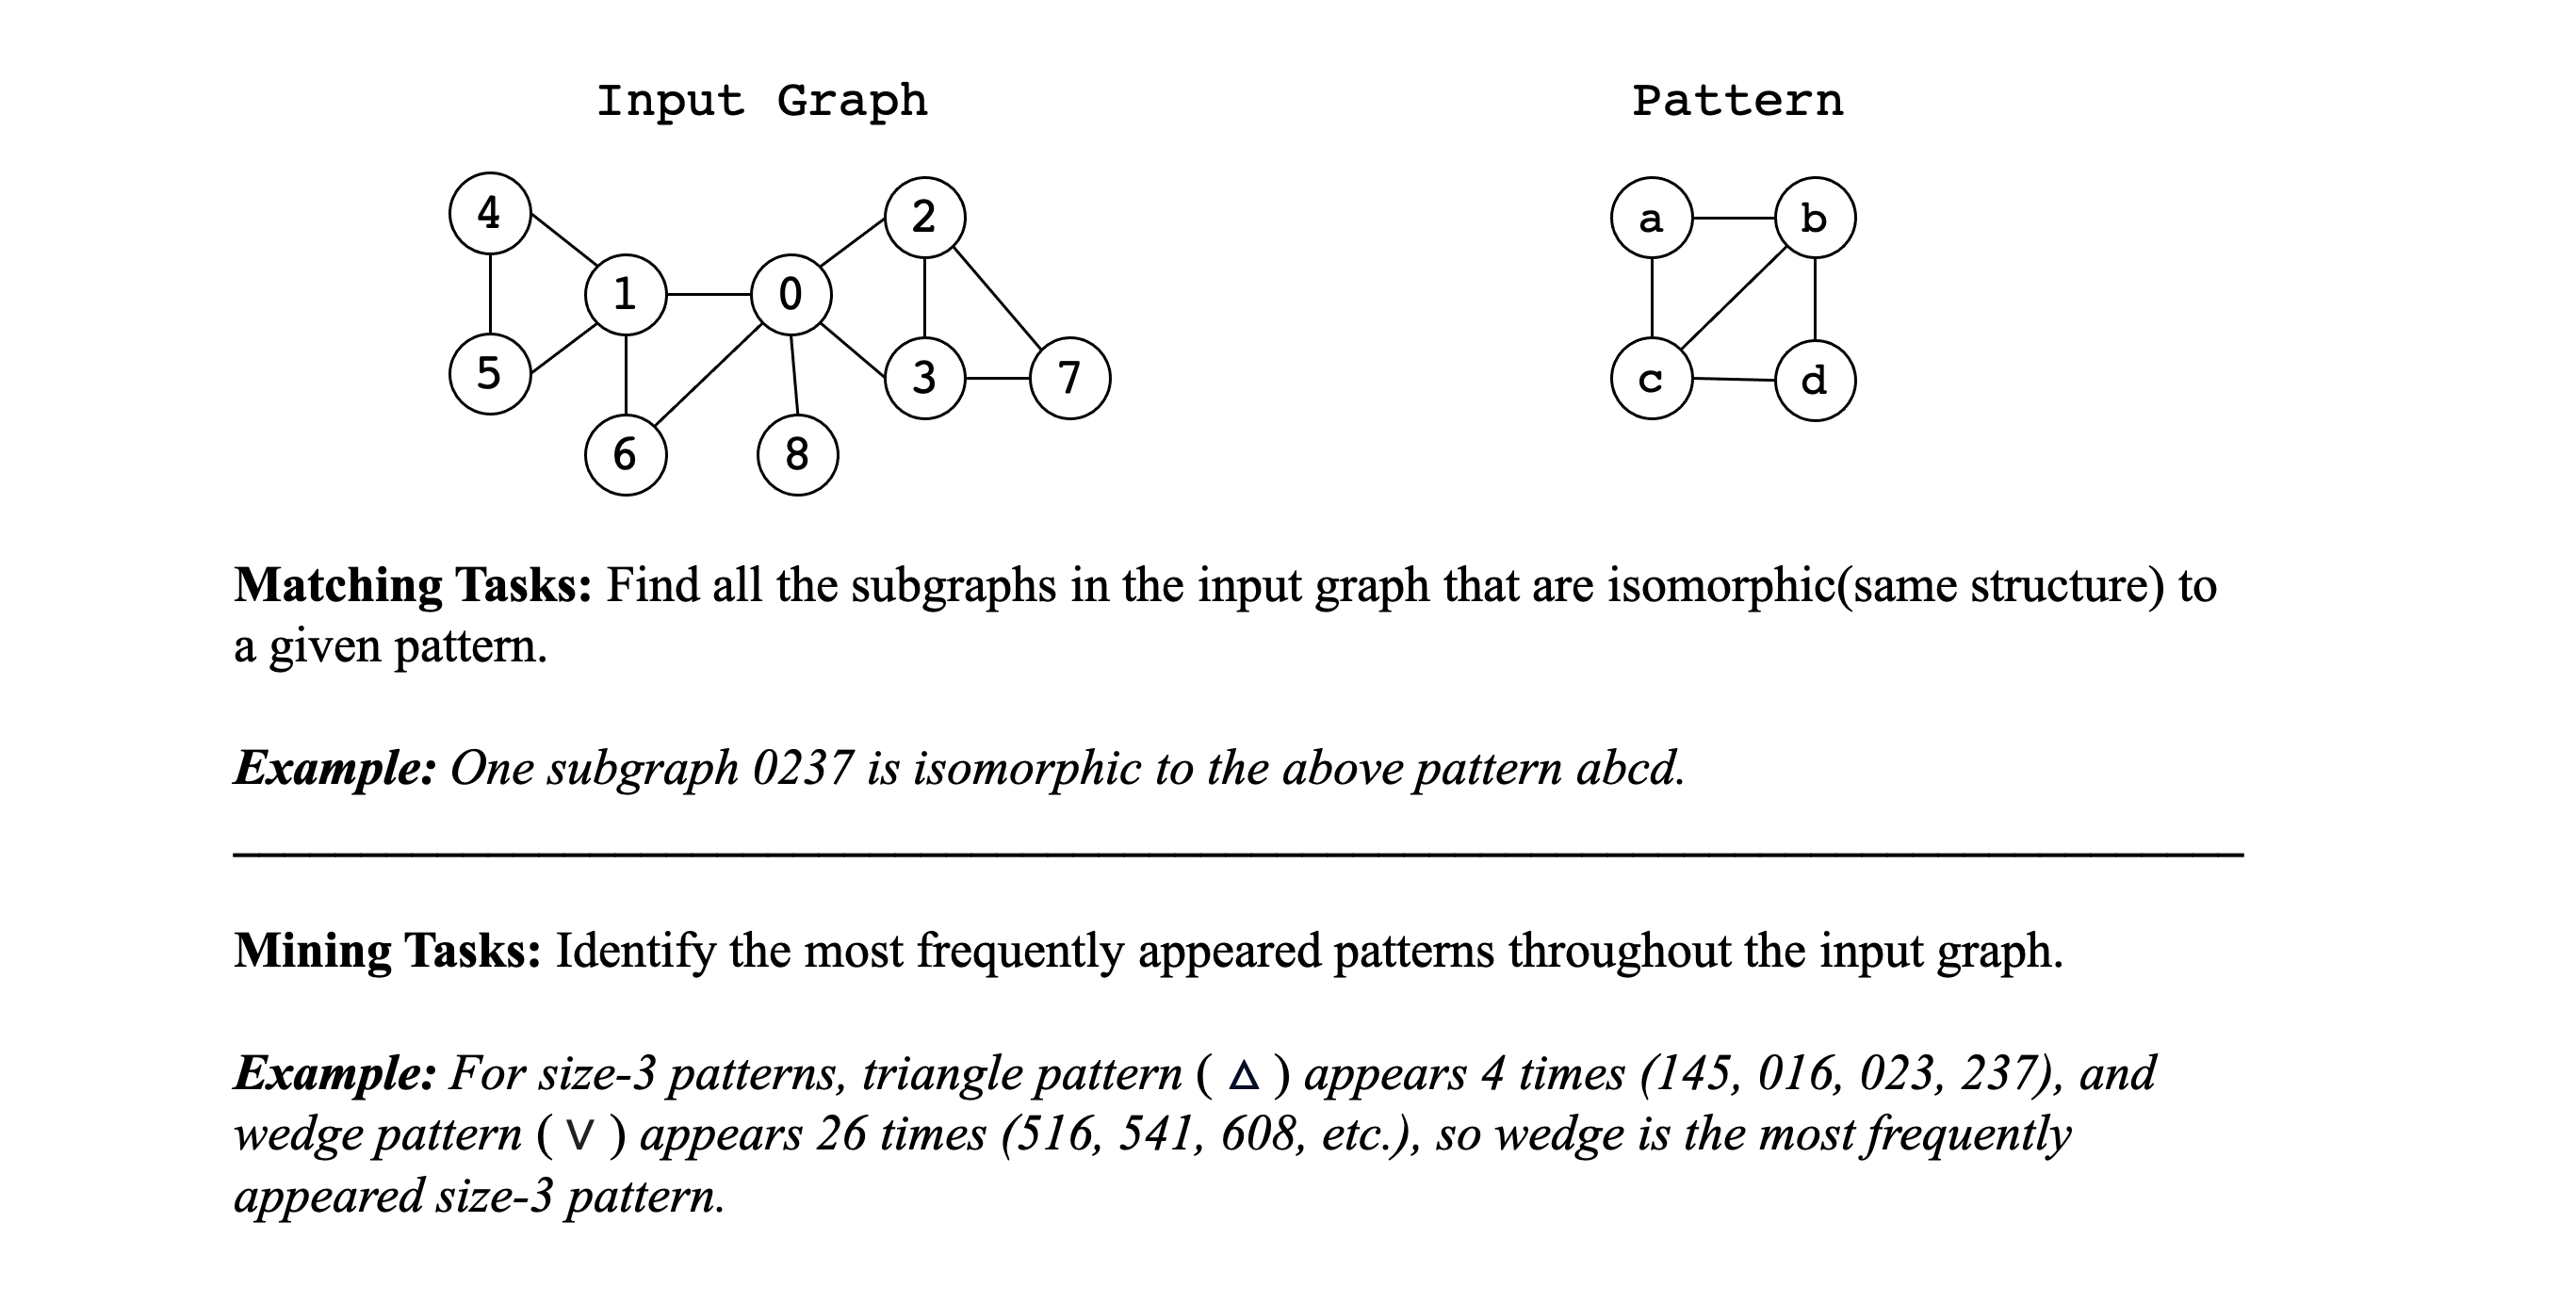 Input Graph Pattern
4 2 a b
1 0
5 3 7 c d
6 8
Matching Tasks: Find all the subgraphs in the input graph that are isomorphic(same structure) to
a given pattern.
Example: One subgraph 0237 is isomorphic to the above pattern abcd.
Mining Tasks: Identify the most frequently appeared patterns throughout the input graph.
Example: For size-3 patterns, triangle pattern ( △ ) appears 4 times (145, 016, 023, 237), and
wedge pattern ( V ) appears 26 times (516, 541, 608, etc.), so wedge is the most frequently
appeared size-3 pattern.